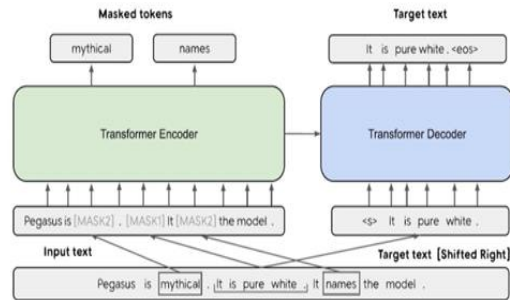 Masked tokens
Target text
mythical
names
It is pure white . <eos>
Transformer Encoder
Transformer Decoder
Pegasus is [MASK2] . [MASK1] It [MASK2] the model .
<s> It is pure white .
Input text
Target text [Shifted Right]
Pegasus is mythical . It is pure white . It names the model .